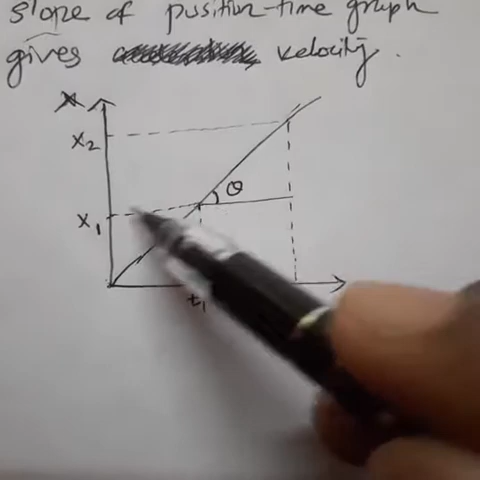 slope of position-time graph
gives velocity.
x
x2
θ
x1
t1